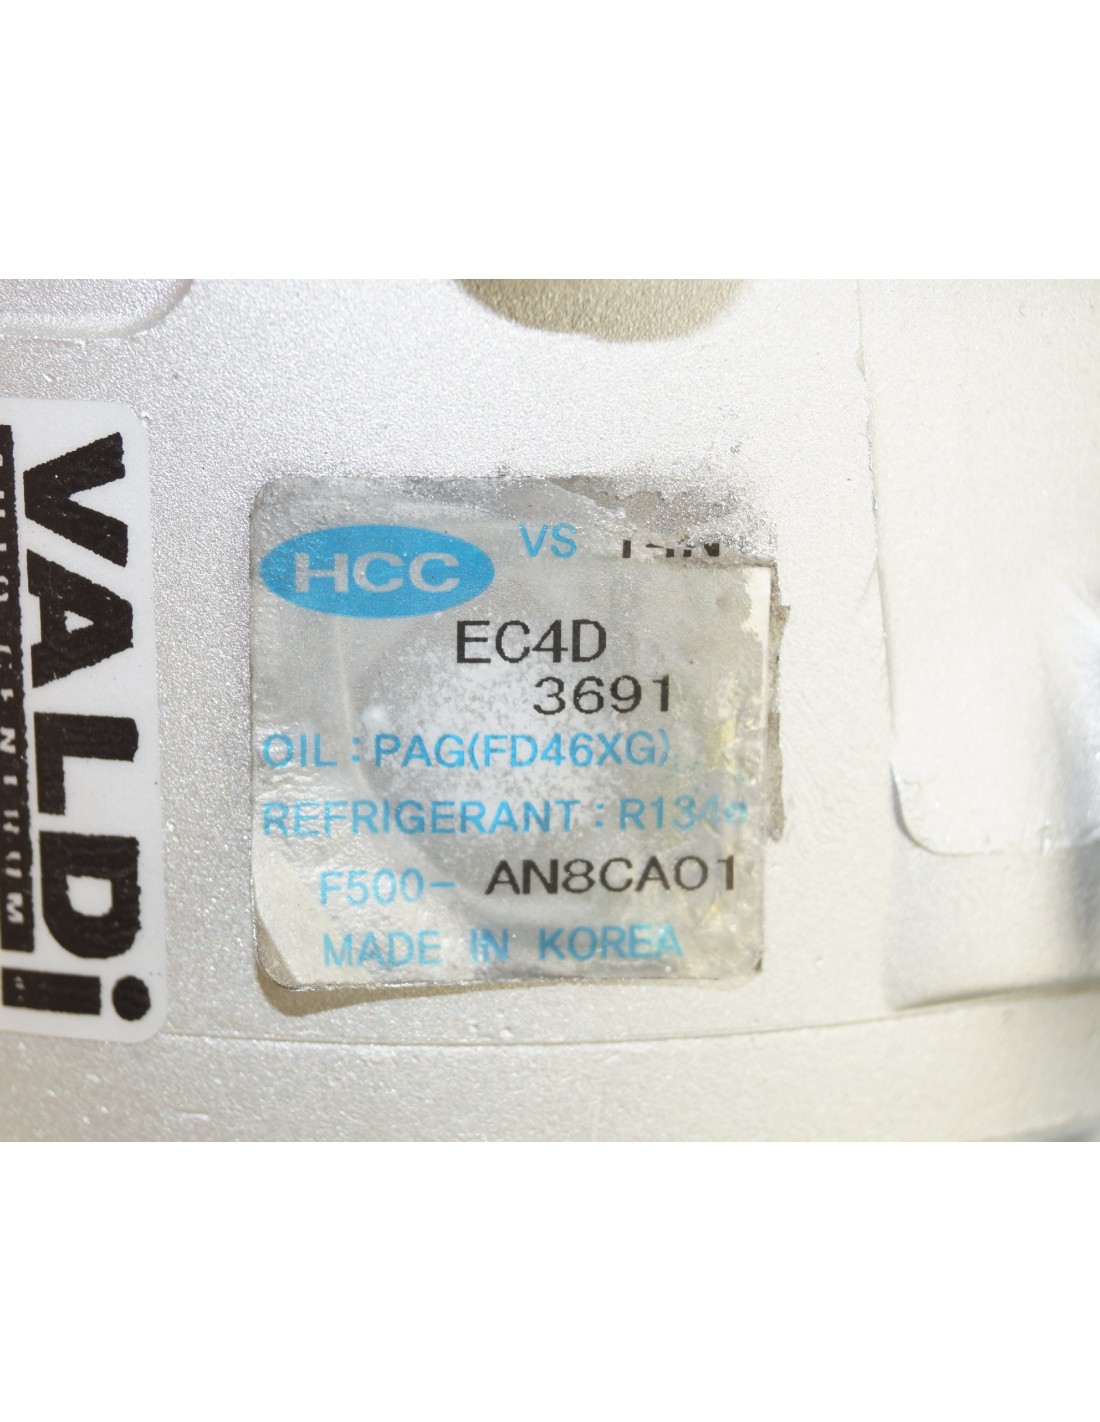 HCC VS
EC4D
3691
OIL : PAG(FD46XG)
REFRIGERANT : R134a
F500- AN8CA01
MADE IN KOREA
VALDi